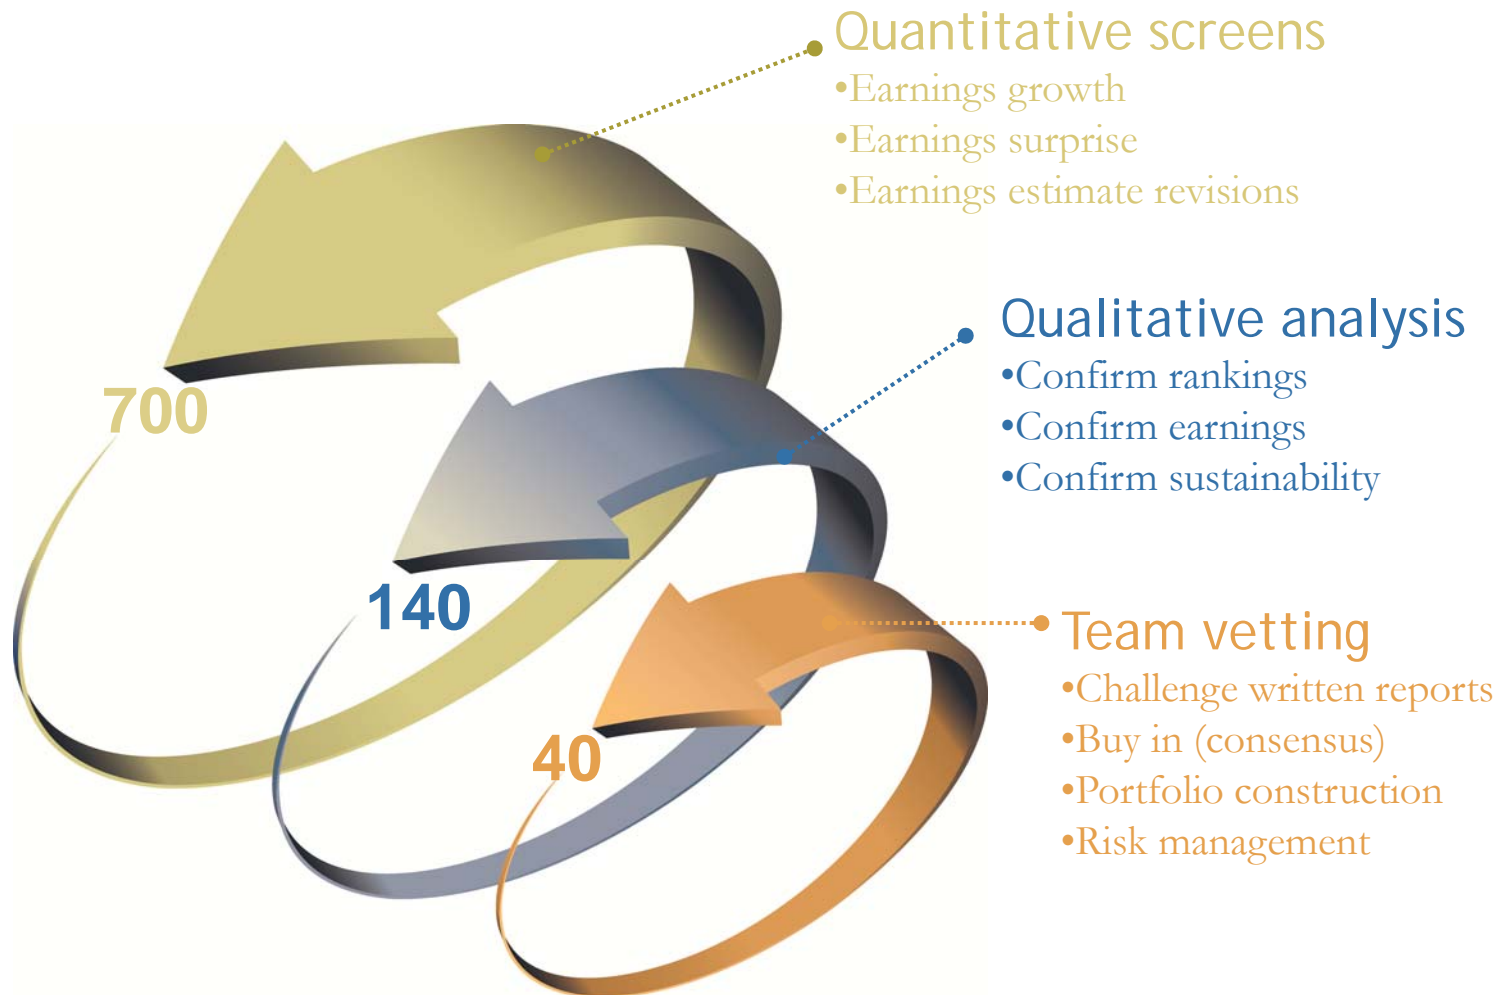 Quantitative screens
•Earnings growth
•Earnings surprise
•Earnings estimate revisions
700
Qualitative analysis
•Confirm rankings
•Confirm earnings
•Confirm sustainability
140
Team vetting
•Challenge written reports
•Buy in (consensus)
•Portfolio construction
•Risk management
40